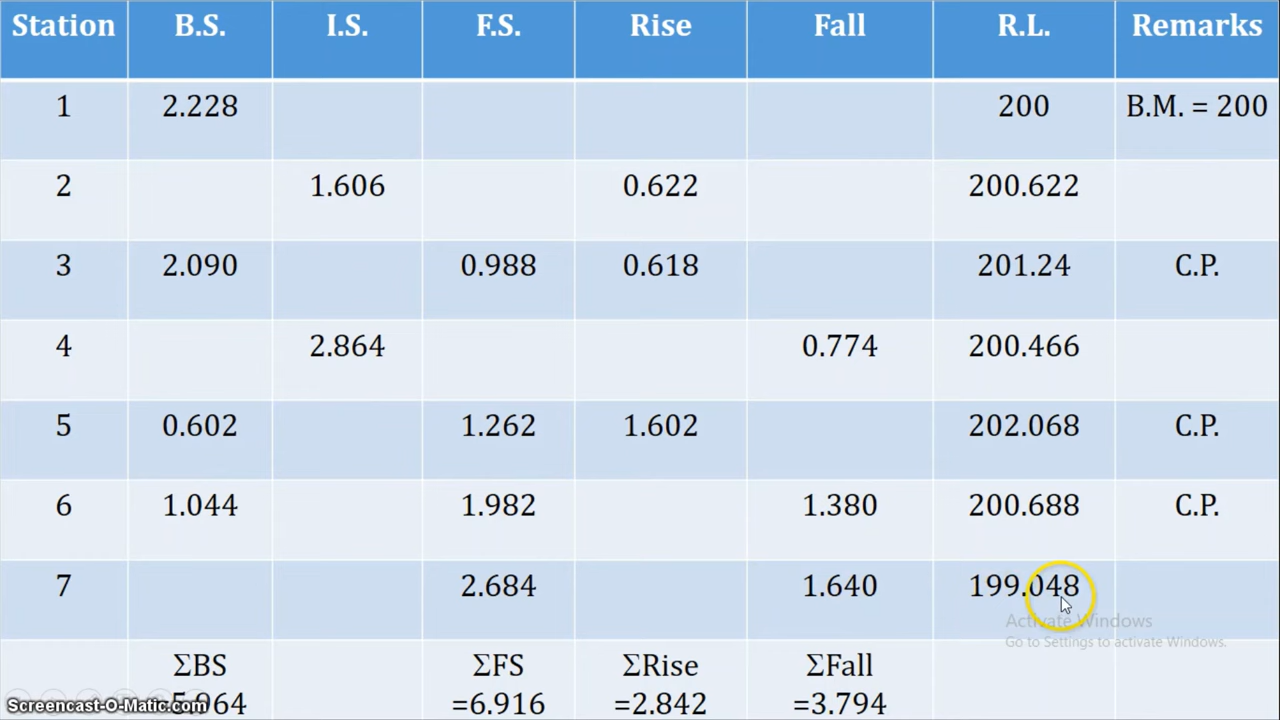 Station B.S. I.S. F.S. Rise Fall R.L. Remarks
1 2.228 200 B.M. = 200
2 1.606 0.622 200.622
3 2.090 0.988 0.618 201.24 C.P.
4 2.864 0.774 200.466
5 0.602 1.262 1.602 202.068 C.P.
6 1.044 1.982 1.380 200.688 C.P.
7 2.684 1.640 199.048
Activate Windows
Go to Settings to activate Windows.
ΣBS ΣFS ΣRise ΣFall
=6.916 =2.842 =3.794
Screencast-O-Matic.com